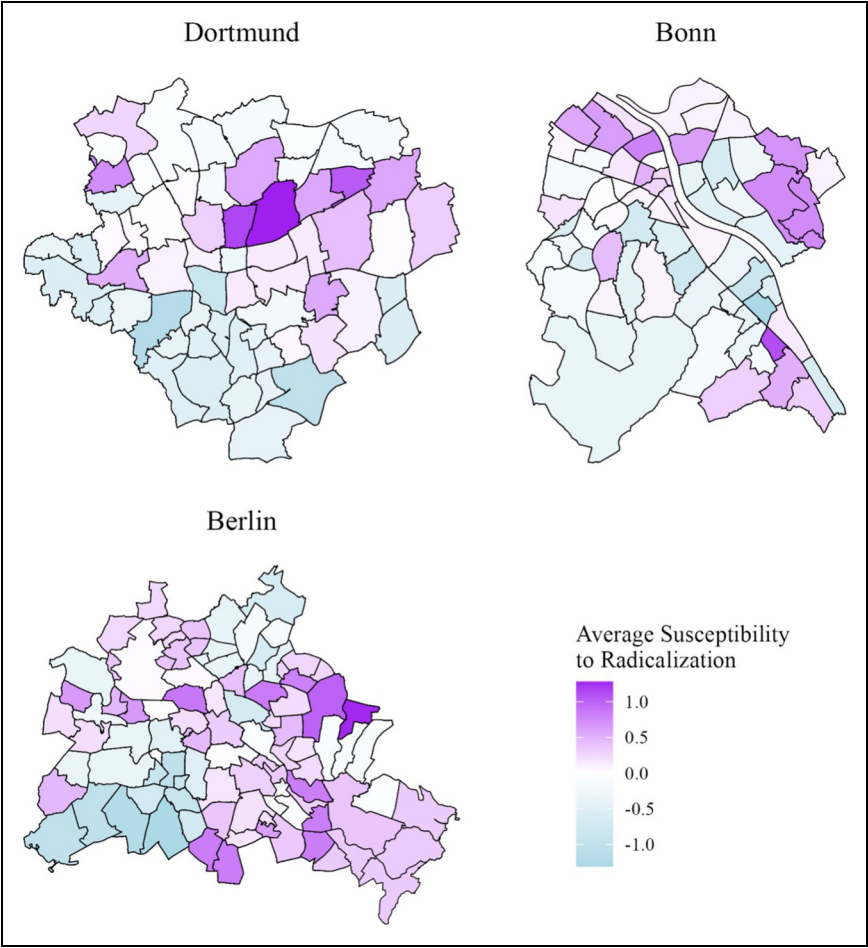 Dortmund
Bonn
Berlin
Average Susceptibility
to Radicalization
1.0
0.5
0.0
-0.5
-1.0